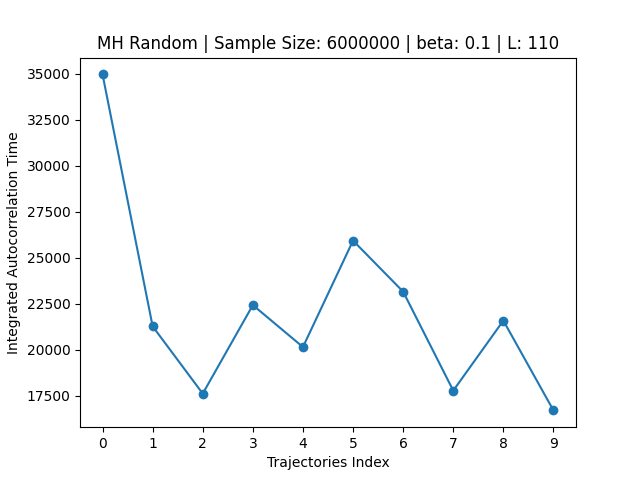 MH Random | Sample Size: 6000000 | beta: 0.1 | L: 110
Integrated Autocorrelation Time
35000
32500
30000
27500
25000
22500
20000
17500
0 1 2 3 4 5 6 7 8 9
Trajectories Index